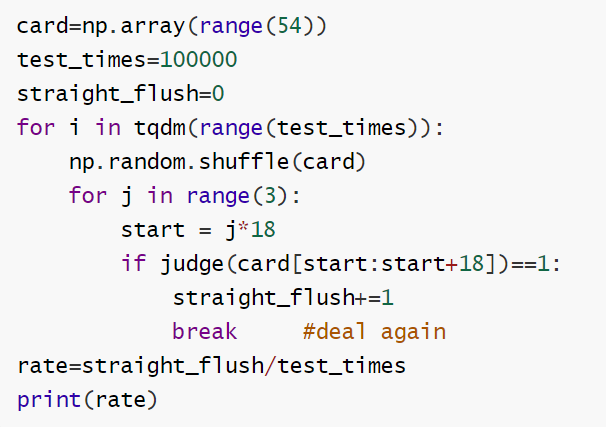 card=np.array(range(54))
test_times=100000
straight_flush=0
for i in tqdm(range(test_times)):
    np.random.shuffle(card)
    for j in range(3):
        start = j*18
        if judge(card[start:start+18])==1:
            straight_flush+=1
            break     #deal again
rate=straight_flush/test_times
print(rate)